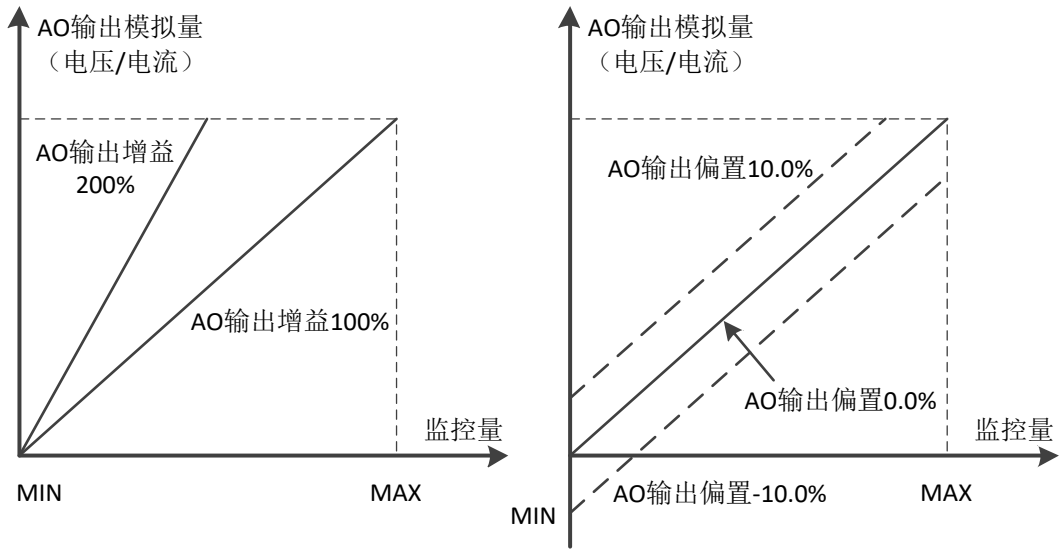 AO输出模拟量
（电压/电流）
AO输出增益
200%
AO输出增益100%
监控量
MIN
MAX
AO输出模拟量
（电压/电流）
AO输出偏置10.0%
AO输出偏置0.0%
监控量
AO输出偏置-10.0%
MAX
MIN